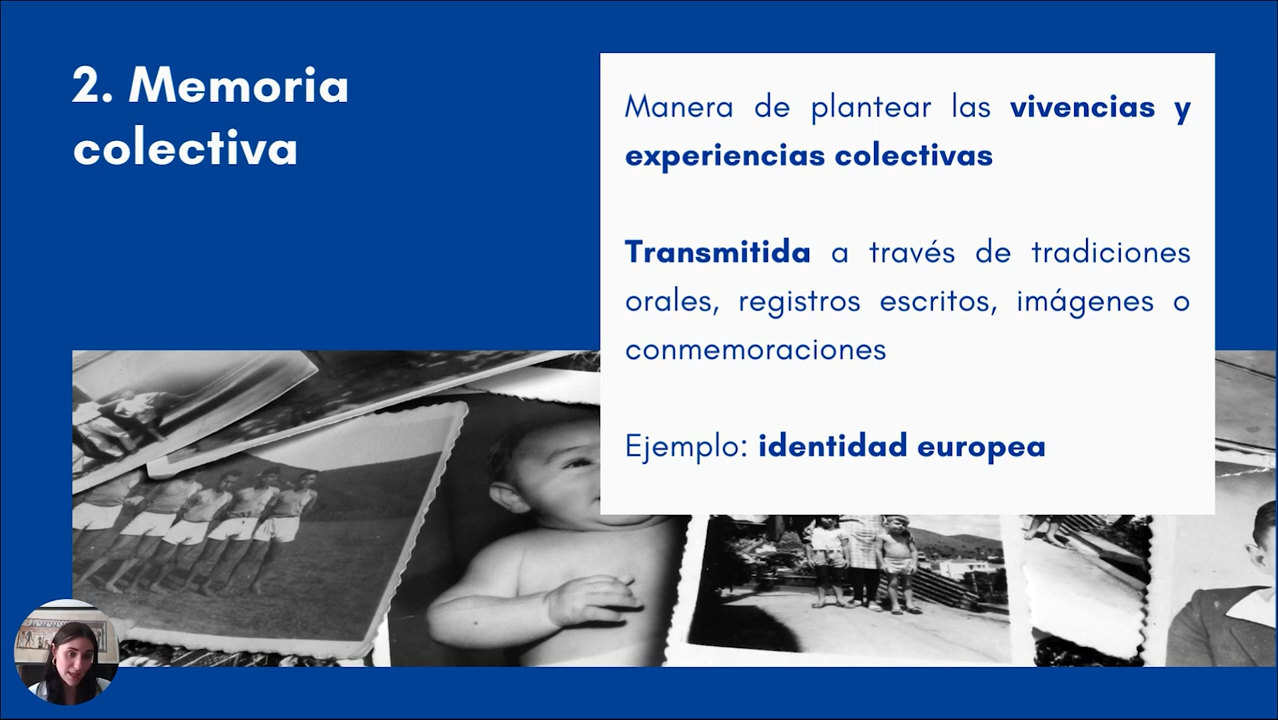 2. Memoria
colectiva
Manera de plantear las vivencias y
experiencias colectivas
Transmitida a través de tradiciones
orales, registros escritos, imágenes o
conmemoraciones
Ejemplo: identidad europea